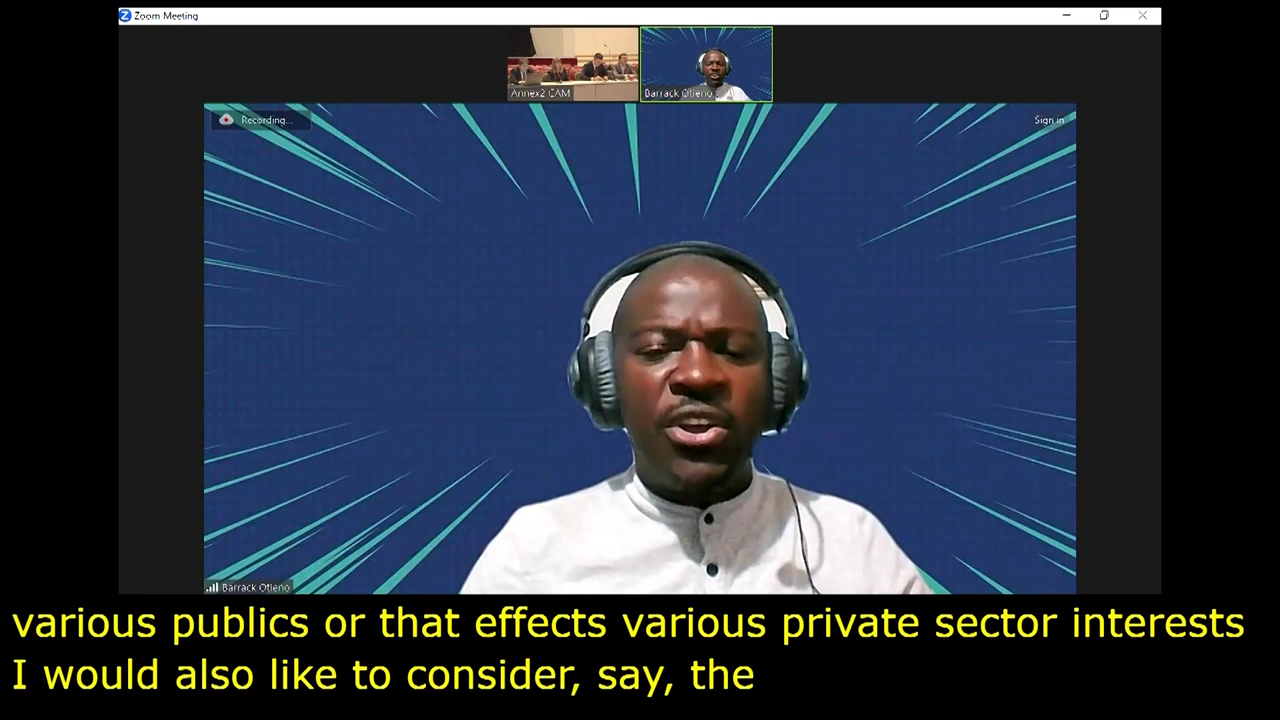 Zoom Meeting
Annex2 CAM
Barrack Otieno
Recording...
Sign in
Barrack Otieno
various publics or that effects various private sector interests
I would also like to consider, say, the